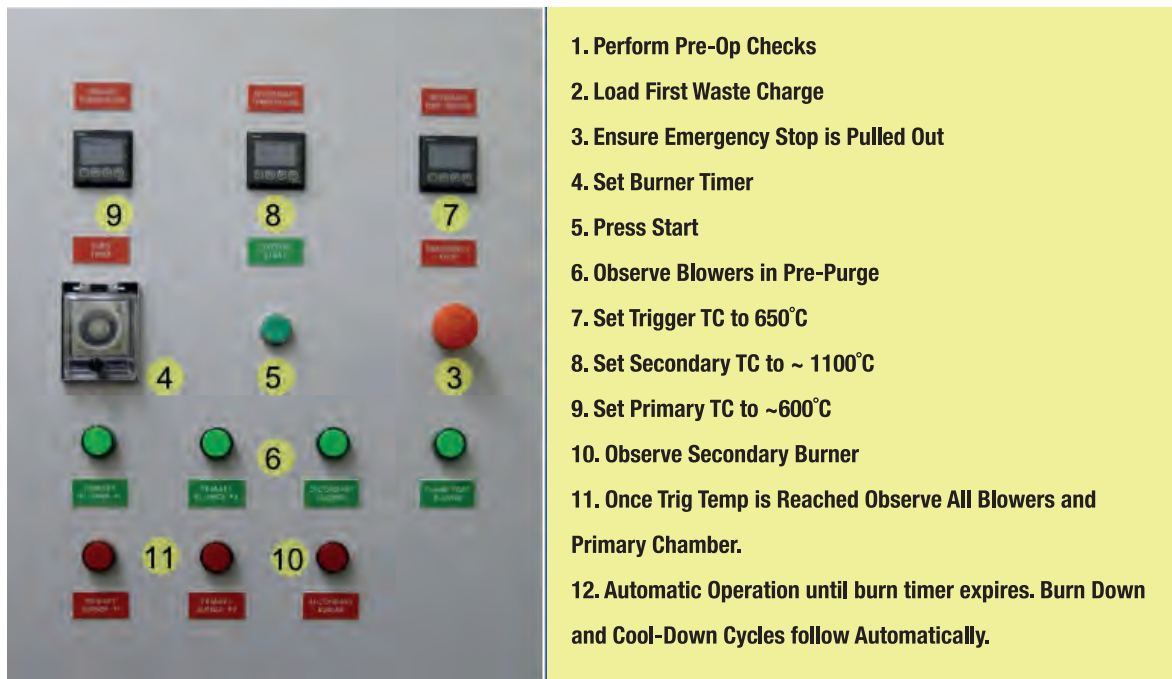 9
8
7
4
5
3
6
11
10
1. Perform Pre-Op Checks
2. Load First Waste Charge
3. Ensure Emergency Stop is Pulled Out
4. Set Burner Timer
5. Press Start
6. Observe Blowers in Pre-Purge
7. Set Trigger TC to 650°C
8. Set Secondary TC to ~ 1100°C
9. Set Primary TC to ~600°C
10. Observe Secondary Burner
11. Once Trig Temp is Reached Observe All Blowers and
Primary Chamber.
12. Automatic Operation until burn timer expires. Burn Down
and Cool-Down Cycles follow Automatically.